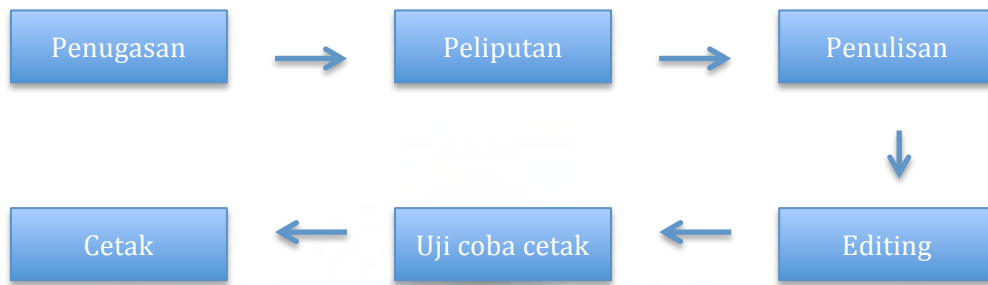 Penugasan
Peliputan
Penulisan
Editing
Uji coba cetak
Cetak